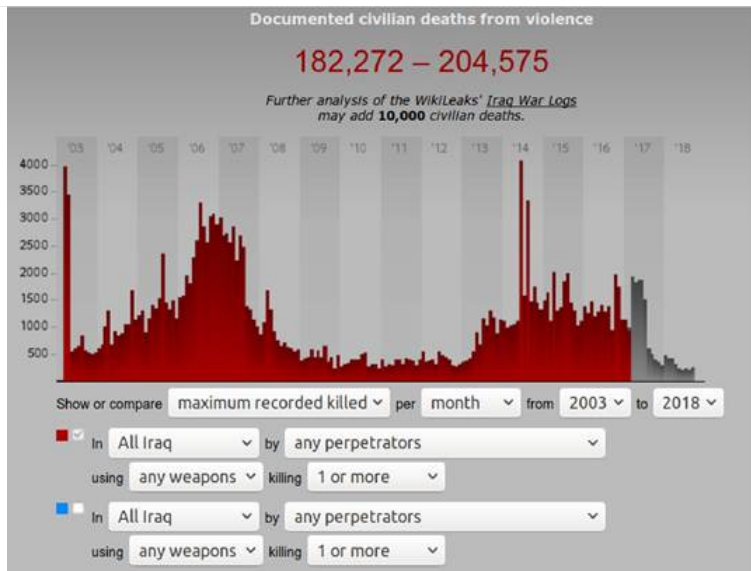 Documented civilian deaths from violence
182,272 – 204,575
Further analysis of the WikiLeaks' Iraq War Logs
may add 10,000 civilian deaths.
'03 '04 '05 '06 '07 '08 '09 '10 '11 '12 '13 '14 '15 '16 '17 '18
4000
3500
3000
2500
2000
1500
1000
500
Show or compare maximum recorded killed per month from 2003 to 2018
In All Iraq by any perpetrators
using any weapons killing 1 or more
In All Iraq by any perpetrators
using any weapons killing 1 or more